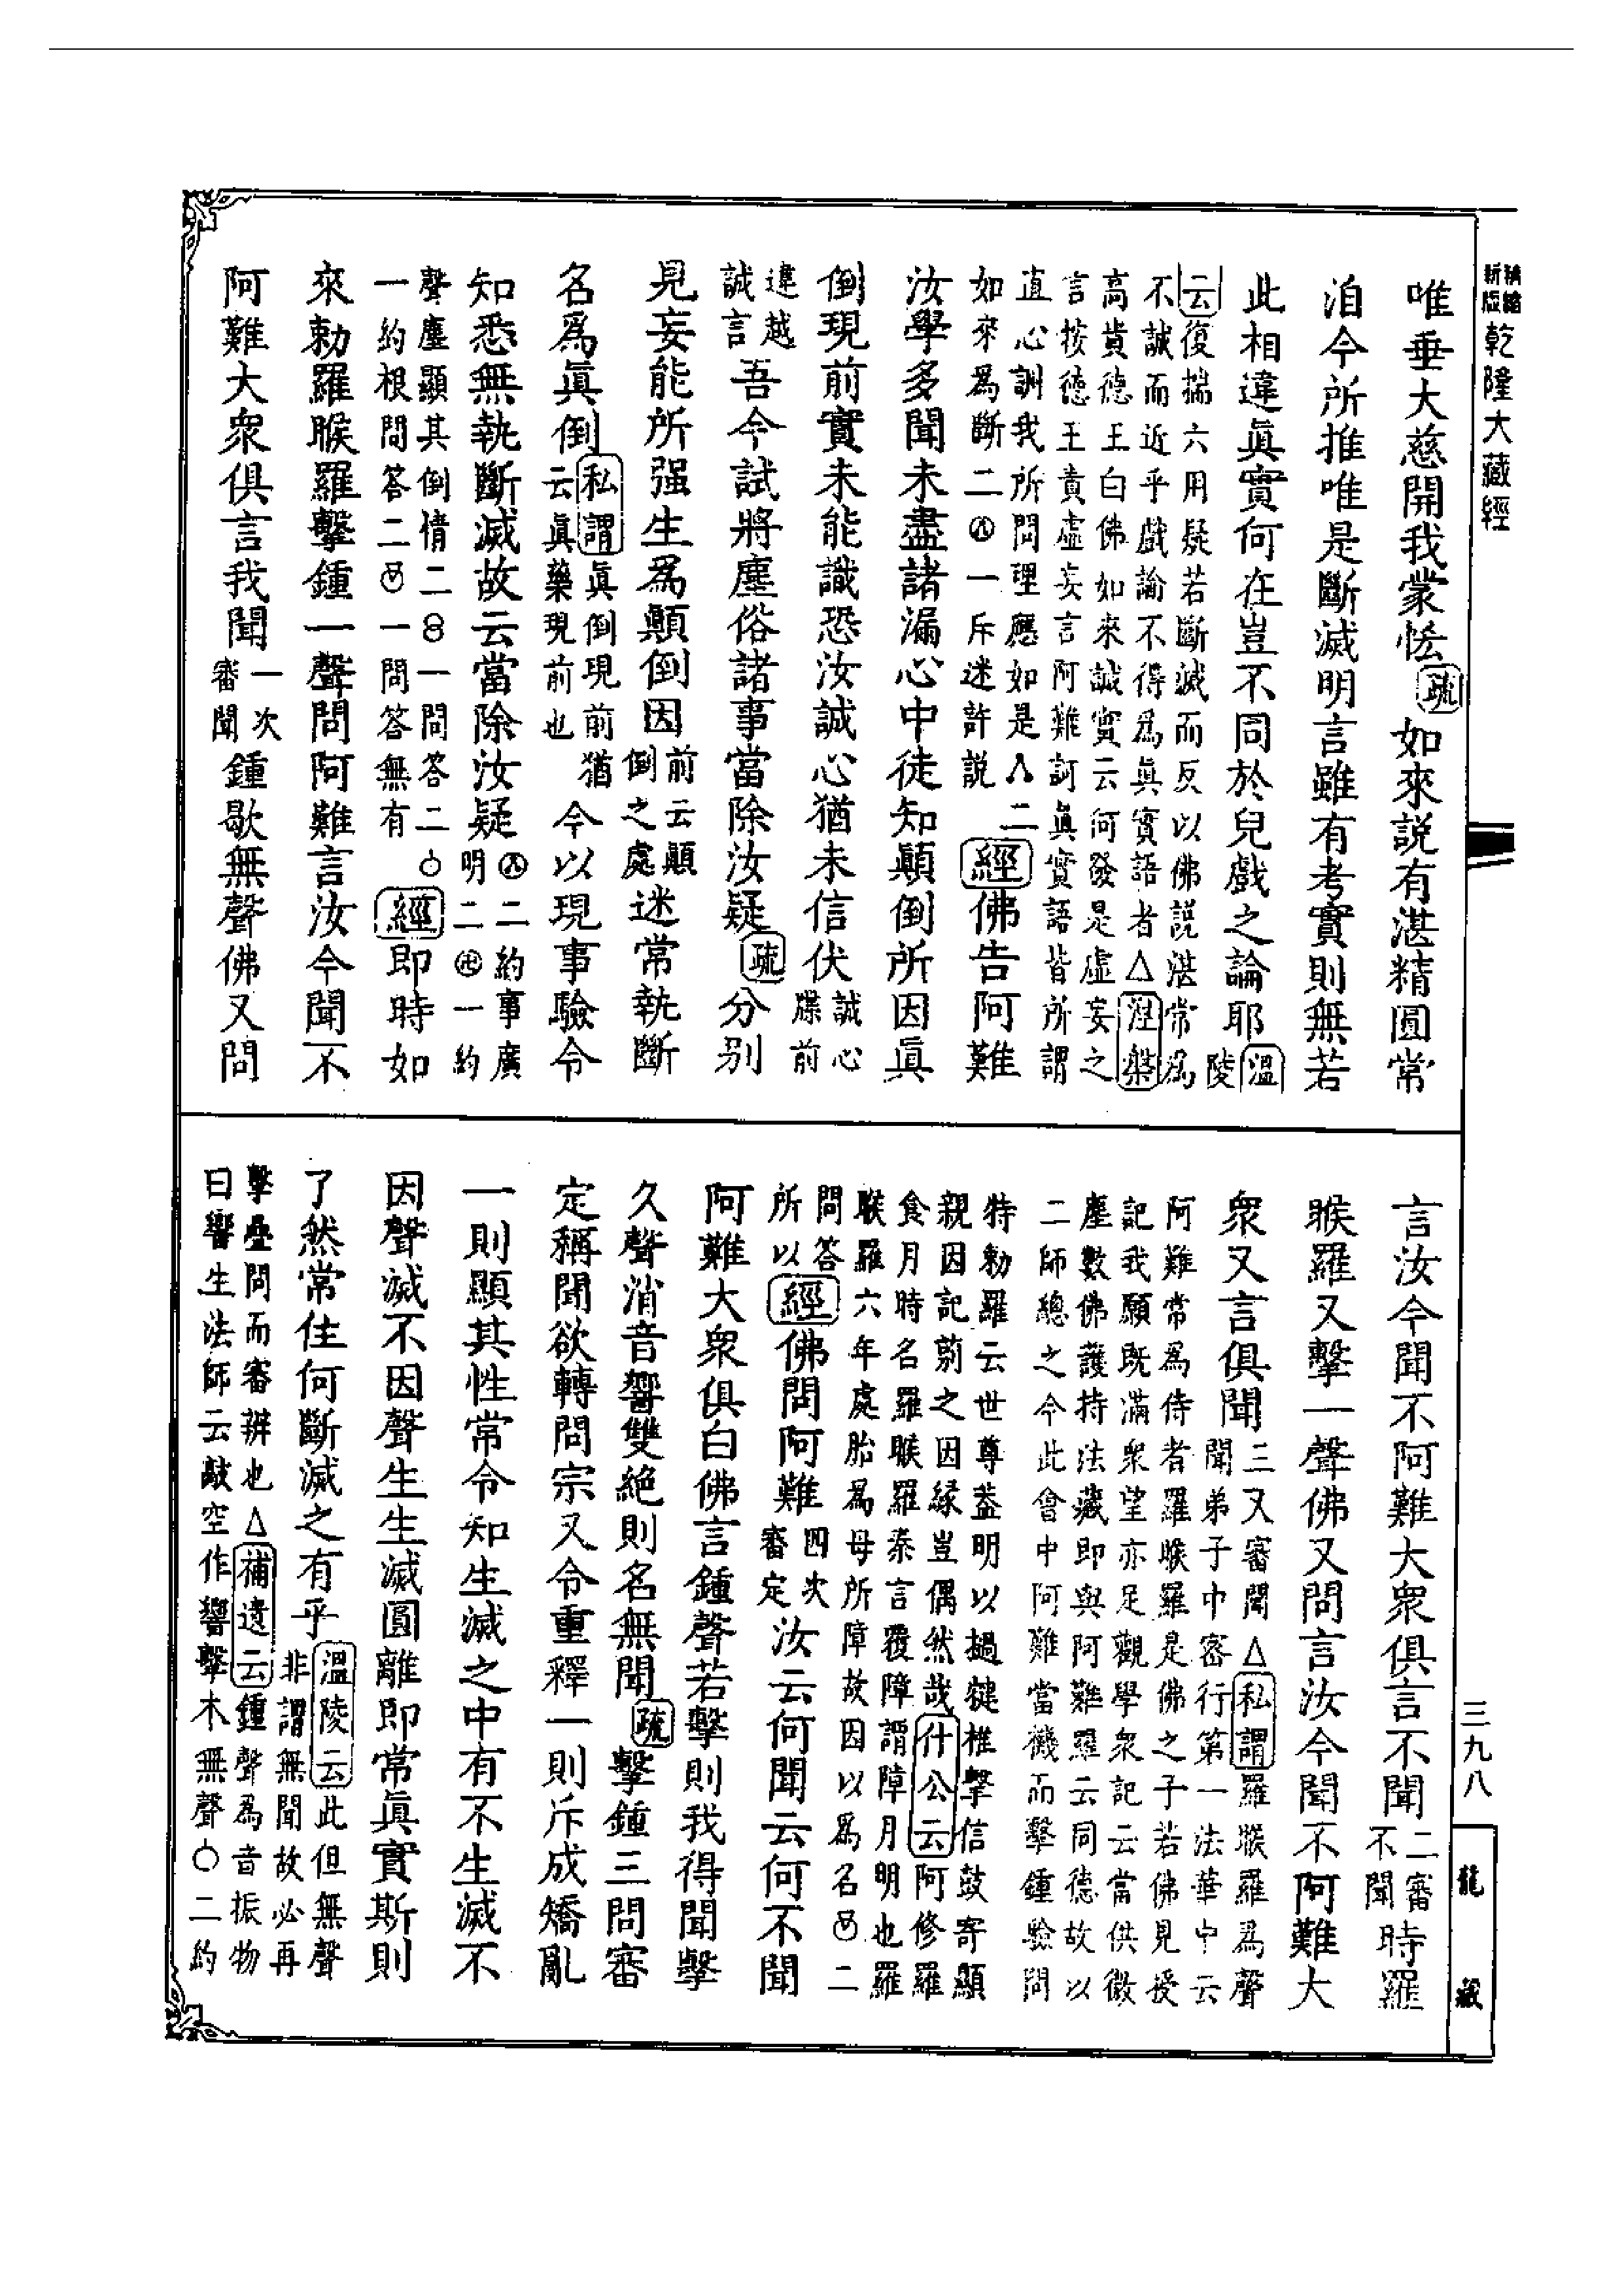 新版精縮乾隆大藏經
唯垂大慈開我蒙恡疏如來說有湛精圓常
洎今所推唯是斷滅明言雖有考實則無若
此相違眞實何在豈不同於兒戲之論耶溫陵
云復揣六用疑若斷滅而反以佛說湛常爲
不誠而近乎戲論不得爲眞實語者△涅槃
高貴德王白佛如來誠實云何發是虛妄之
言按德王責虛妄言阿難訶眞實語皆所謂
直心詶我所問理應如是
如來爲斷二㊇一斥迷許説
經佛告阿難
汝學多聞未盡諸漏心中徒知顛倒所因眞
倒現前實未能識恐汝誠心猶未信伏誠心牒前
違越誠言吾今試將塵俗諸事當除汝疑疏分別
見妄能所强生爲顛倒因前云顛倒之處迷常執斷
名爲眞倒私謂眞倒現前猶云眞藥現前也今以現事驗令
知悉無執斷滅故云當除汝疑㊇二約事廣明二㊉一約
聲塵顯其倒情二一問答二
一約根問答二一問答無有經即時如
來勅羅睺羅擊鍾一聲問阿難言汝今聞不
阿難大衆俱言我聞一次審聞鍾歇無聲佛又問
言汝今聞不阿難大衆俱言不聞二審不聞時羅
睺羅又擊一聲佛又問言汝今聞不阿難大
衆又言俱聞三又審聞△私謂羅睺羅爲聲
聞弟子中密行第一法華中云
阿難常爲侍者羅睺羅是佛之子若佛見授
記我願既滿衆望亦足觀學衆記云當供微
塵數佛護持法藏即與阿難羅云同德故以
二師總之今此會中阿難當機而擊鍾驗問
特勅羅云世尊葢明以撾犍椎擊信鼓寄顯
親因記莂之因緣豈偶然哉什公云阿修羅
食月時名羅睺羅秦言覆障謂障月明也羅
睺羅六年處胎爲母所障故因以爲名二
問答所以經佛問阿難四次審定汝云何聞云何不聞
阿難大衆俱白佛言鍾聲若擊則我得聞擊
久聲消音響雙絕則名無聞疏擊鍾三問審
定稱聞欲轉問宗又令重釋一則斥成矯亂
一則顯其性常令知生滅之中有不生滅不
因聲滅不因聲生生滅圓離即常眞實斯則
了然常住何斷滅之有乎溫陵云此但無聲非謂無聞故必再
擊疊問而審辨也△補遺云鍾聲爲音振物
曰響生法師云敲空作響擊木無聲○二約
三九八
龍藏